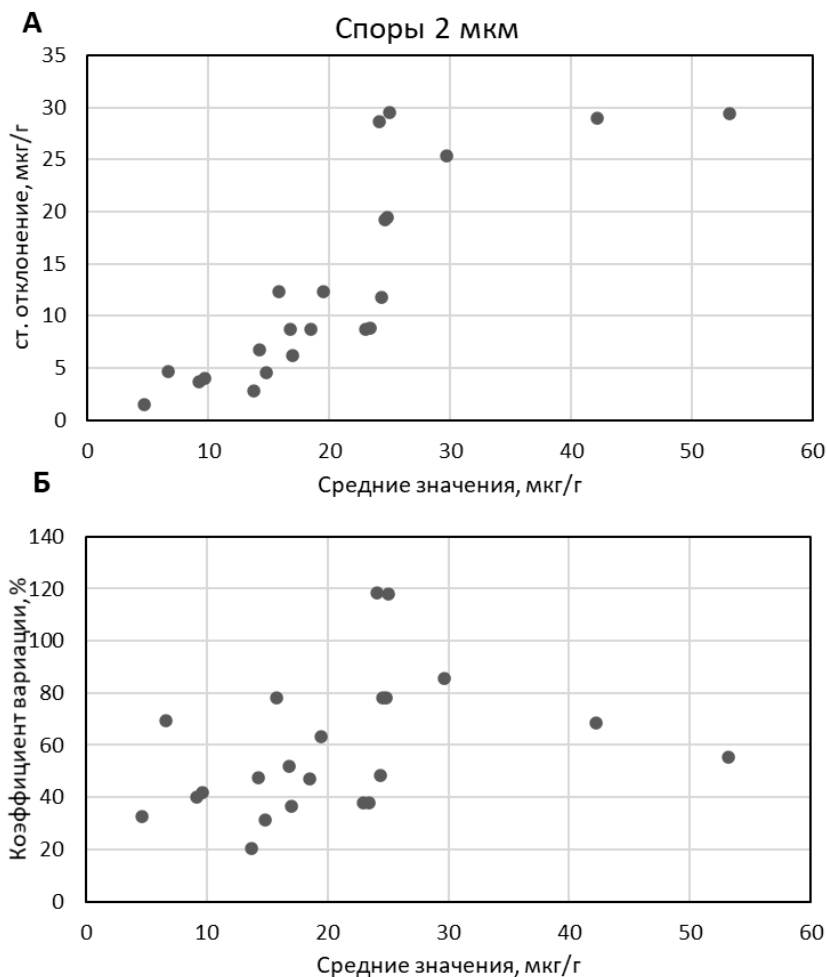 А
Споры 2 мкм
35
30
25
20
15
10
5
0
ст. отклонение, мкг/г
0 10 20 30 40 50 60
Средние значения, мкг/г
Б
140
120
100
80
60
40
20
0
Коэффициент вариации, %
0 10 20 30 40 50 60
Средние значения, мкг/г